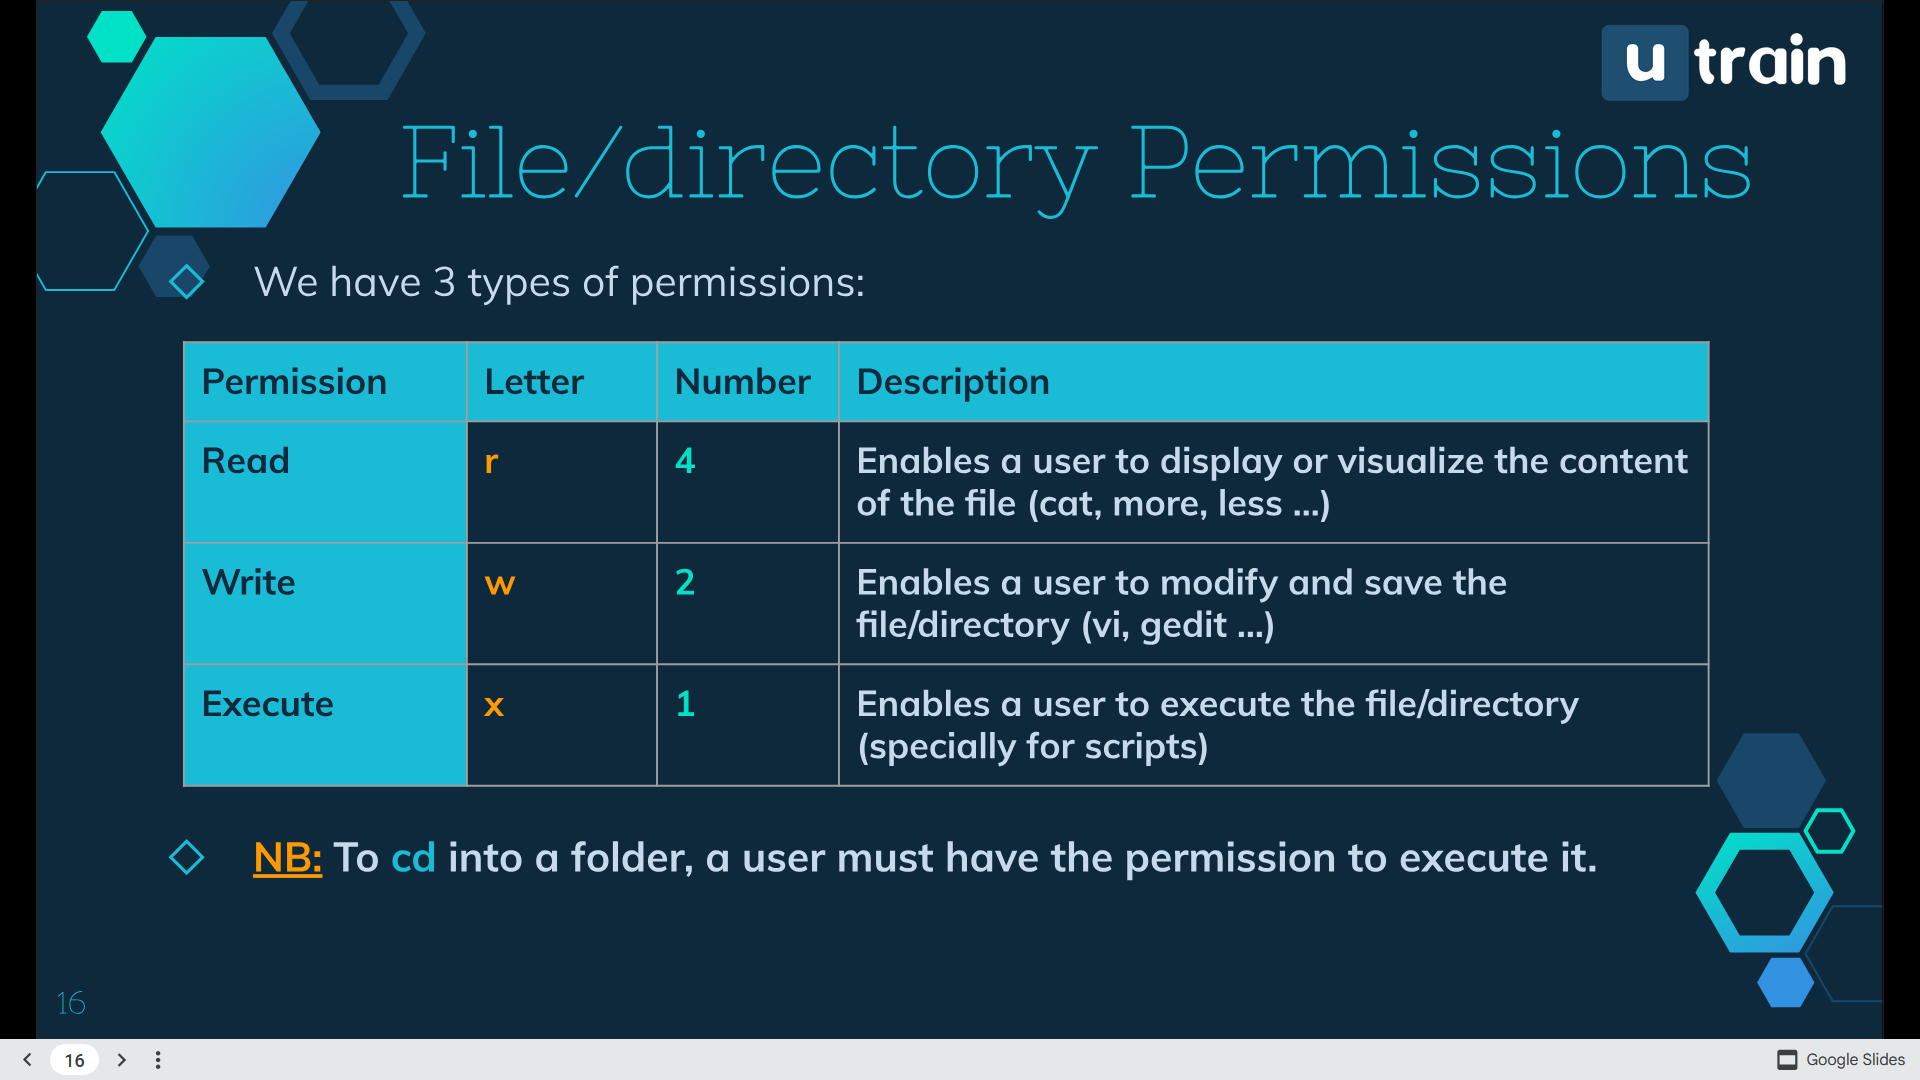 u train
File/directory Permissions
We have 3 types of permissions:
Permission Letter Number Description
Read r 4 Enables a user to display or visualize the content
of the file (cat, more, less ...)
Write w 2 Enables a user to modify and save the
file/directory (vi, gedit ...)
Execute x 1 Enables a user to execute the file/directory
(specially for scripts)
NB: To cd into a folder, a user must have the permission to execute it.
16
16
Google Slides